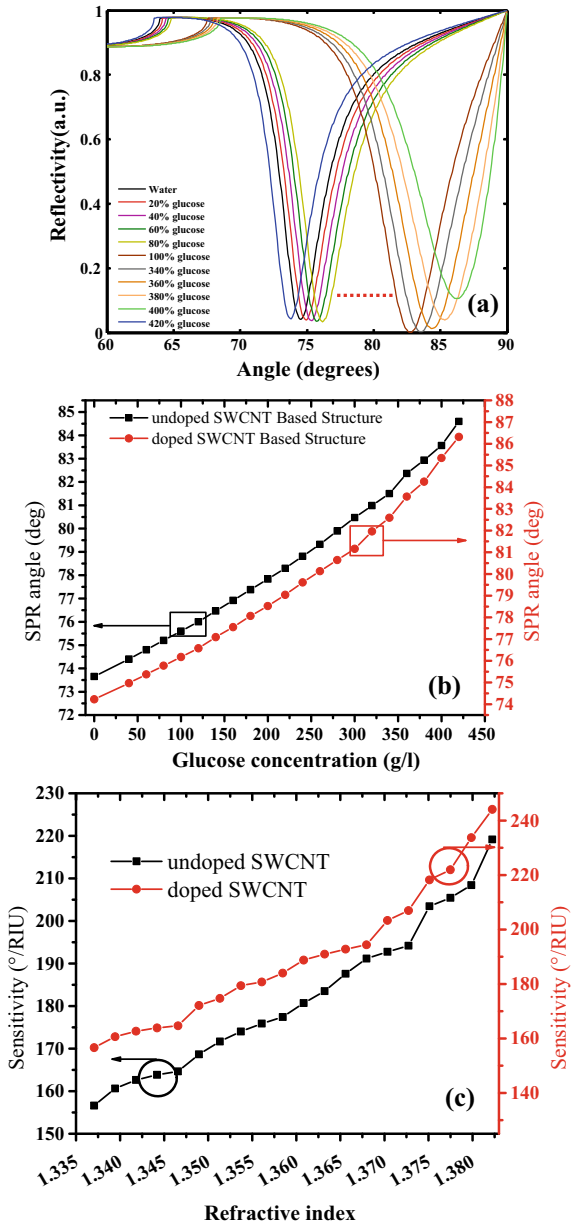 1
0.8
0.6
0.4
0.2
0
Reflectivity(a.u.)
Water
20% glucose
40% glucose
60% glucose
80% glucose
100% glucose
340% glucose
360% glucose
380% glucose
400% glucose
420% glucose
(a)
60 65 70 75 80 85 90
Angle (degrees)
85
84
83
82
81
80
79
78
77
76
75
74
73
72
SPR angle (deg)
undoped SWCNT Based Structure
doped SWCNT Based Structure
88
87
86
85
84
83
82
81
80
79
78
77
76
75
74
SPR angle (deg)
(b)
0 50 100 150 200 250 300 350 400 450
Glucose concentration (g/l)
230
220
210
200
190
180
170
160
150
Sensitivity (°/RIU)
undoped SWCNT
doped SWCNT
240
220
200
180
160
140
Sensitivity (°/RIU)
(c)
1.335 1.340 1.345 1.350 1.355 1.360 1.365 1.370 1.375 1.380
Refractive index